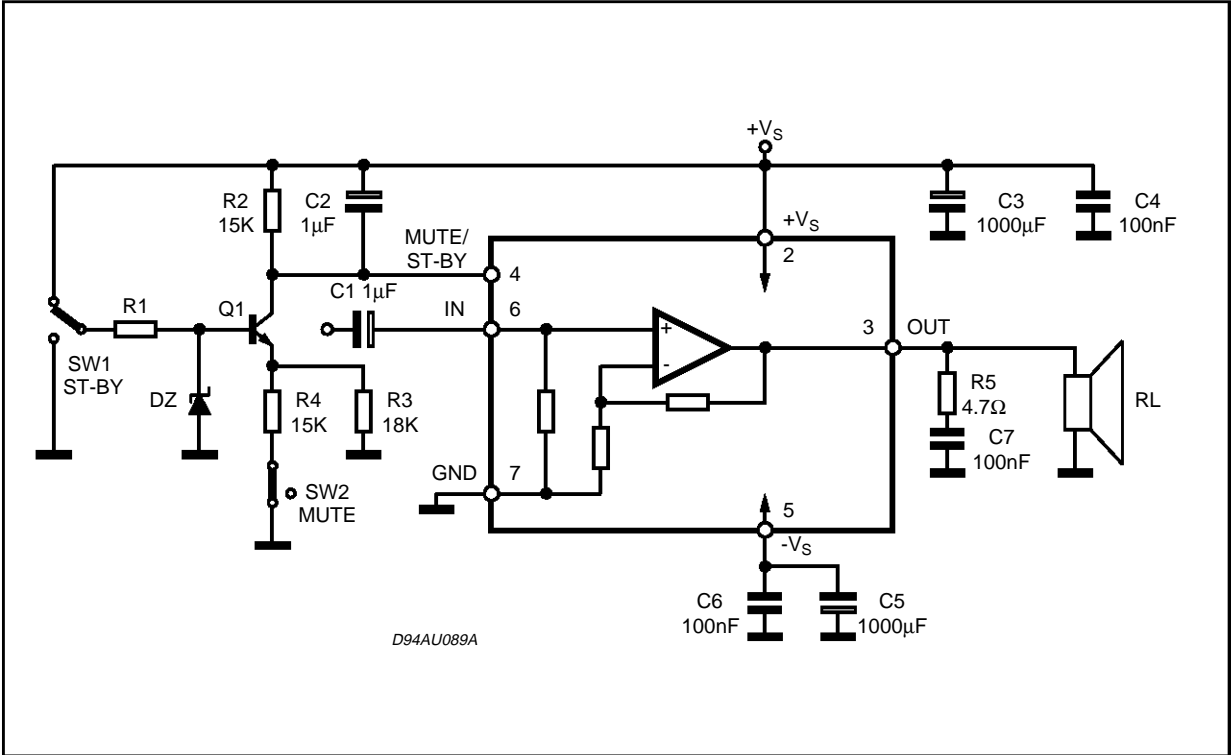 +VS
R2
15K
C2
1µF
C3
1000µF
C4
100nF
+VS
2
MUTE/
ST-BY
4
C1 1µF
IN
6
R1
Q1
3
OUT
+
-
SW1
ST-BY
DZ
R4
15K
R3
18K
R5
4.7Ω
C7
100nF
RL
GND
7
SW2
MUTE
5
-VS
C6
100nF
C5
1000µF
D94AU089A